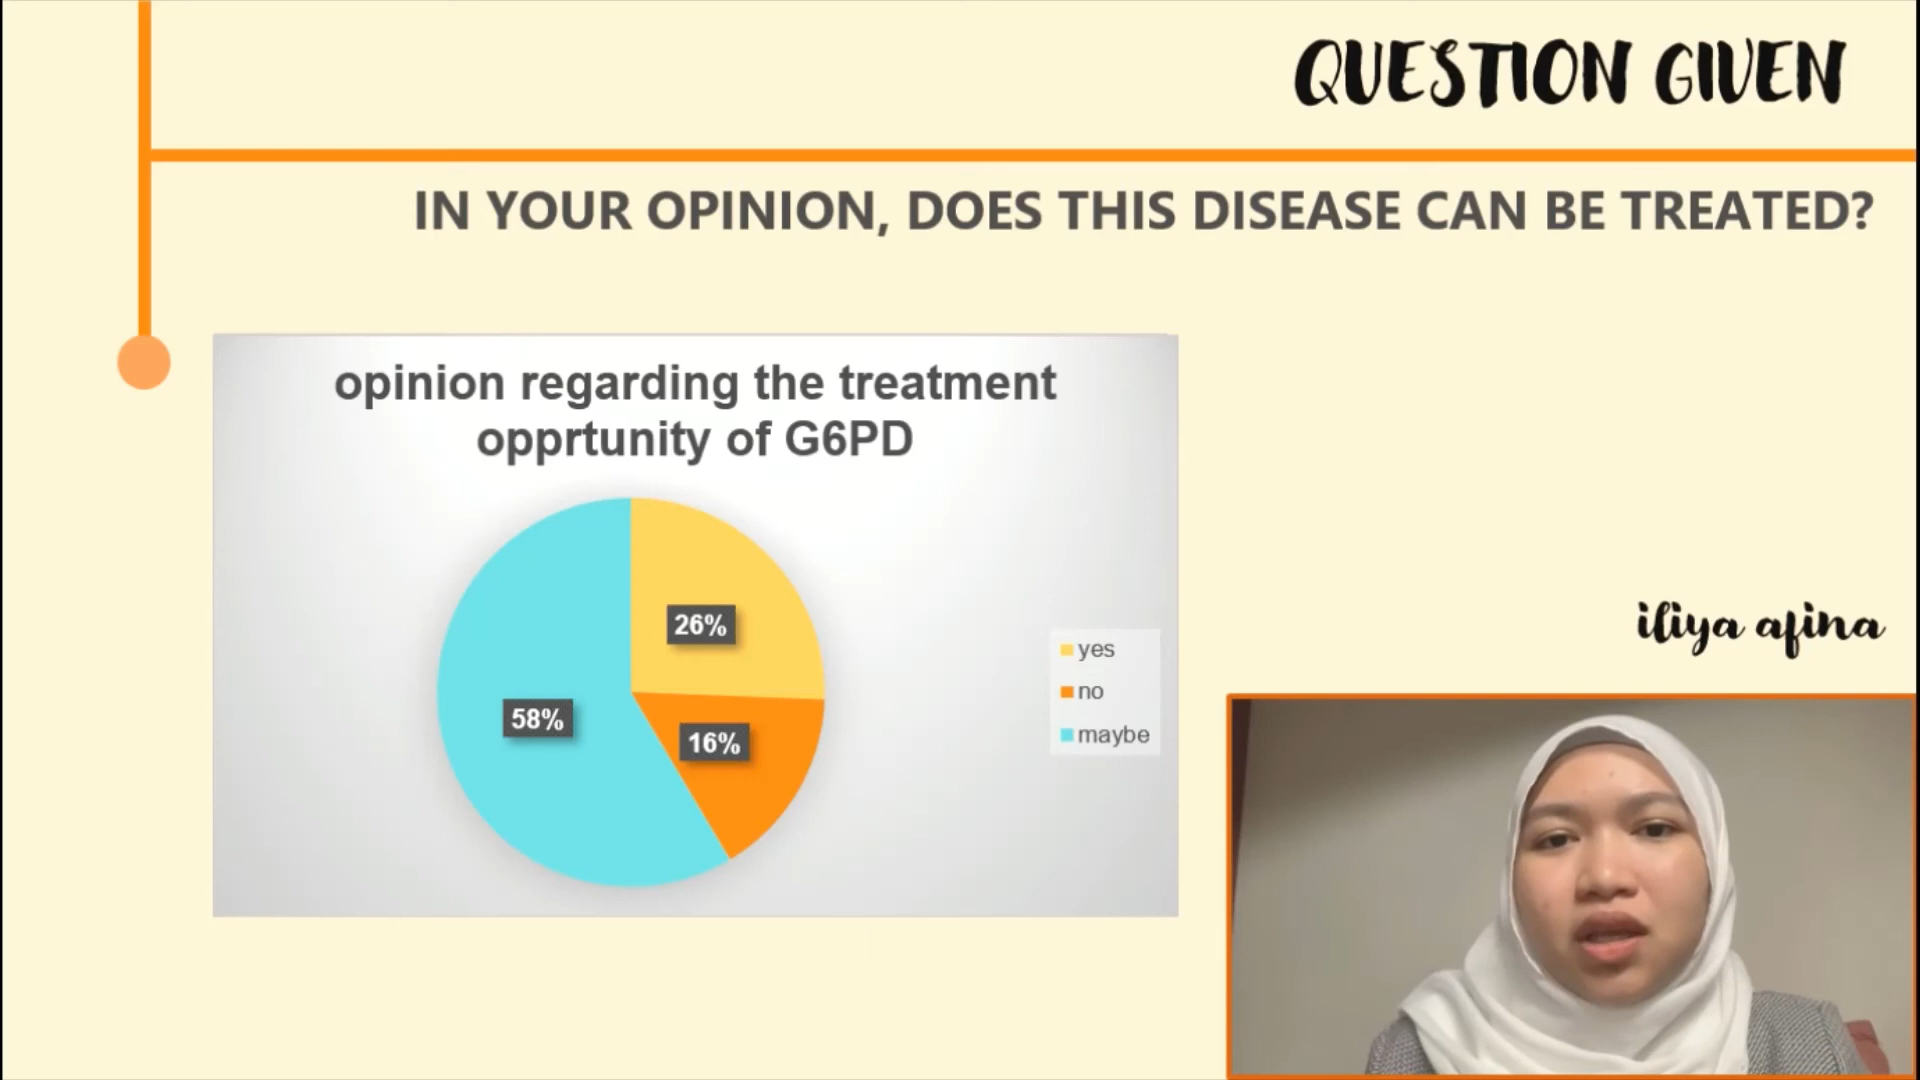 QUESTION GIVEN
IN YOUR OPINION, DOES THIS DISEASE CAN BE TREATED?
opinion regarding the treatment
opprtunity of G6PD
26%
58%
16%
yes
no
maybe
iliya afina